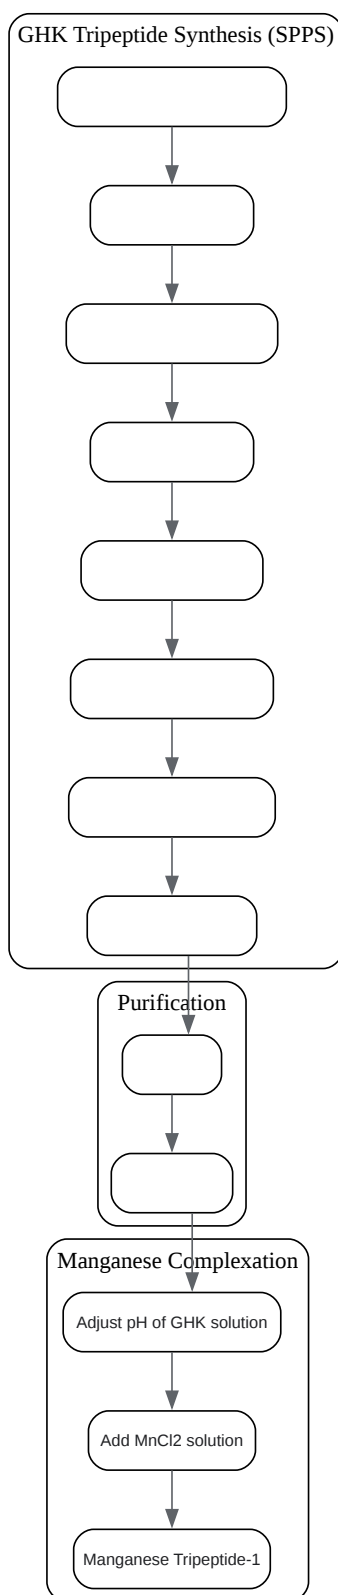 GHK Tripeptide Synthesis (SPPS)
Purification
Manganese Complexation
Adjust pH of GHK solution
Add MnCl2 solution
Manganese Tripeptide-1